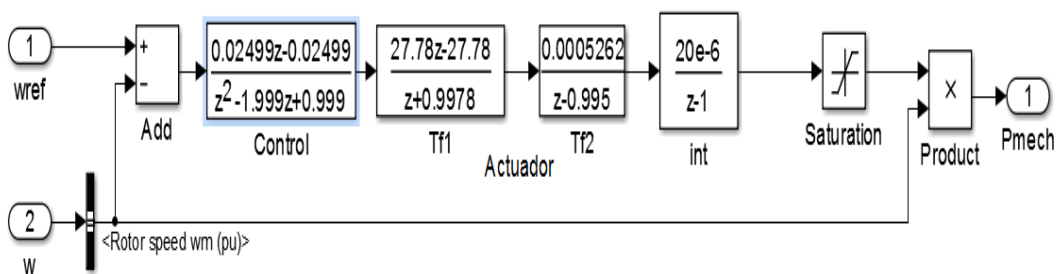 1
wref
+
−
Add
0.02499z-0.02499
z²-1.999z+0.999
Control
27.78z-27.78
z+0.9978
Tf1
0.0005262
z-0.995
Tf2
Actuador
20e-6
z-1
int
Saturation
×
Product
1
Pmech
2
w
<Rotor speed wm (pu)>